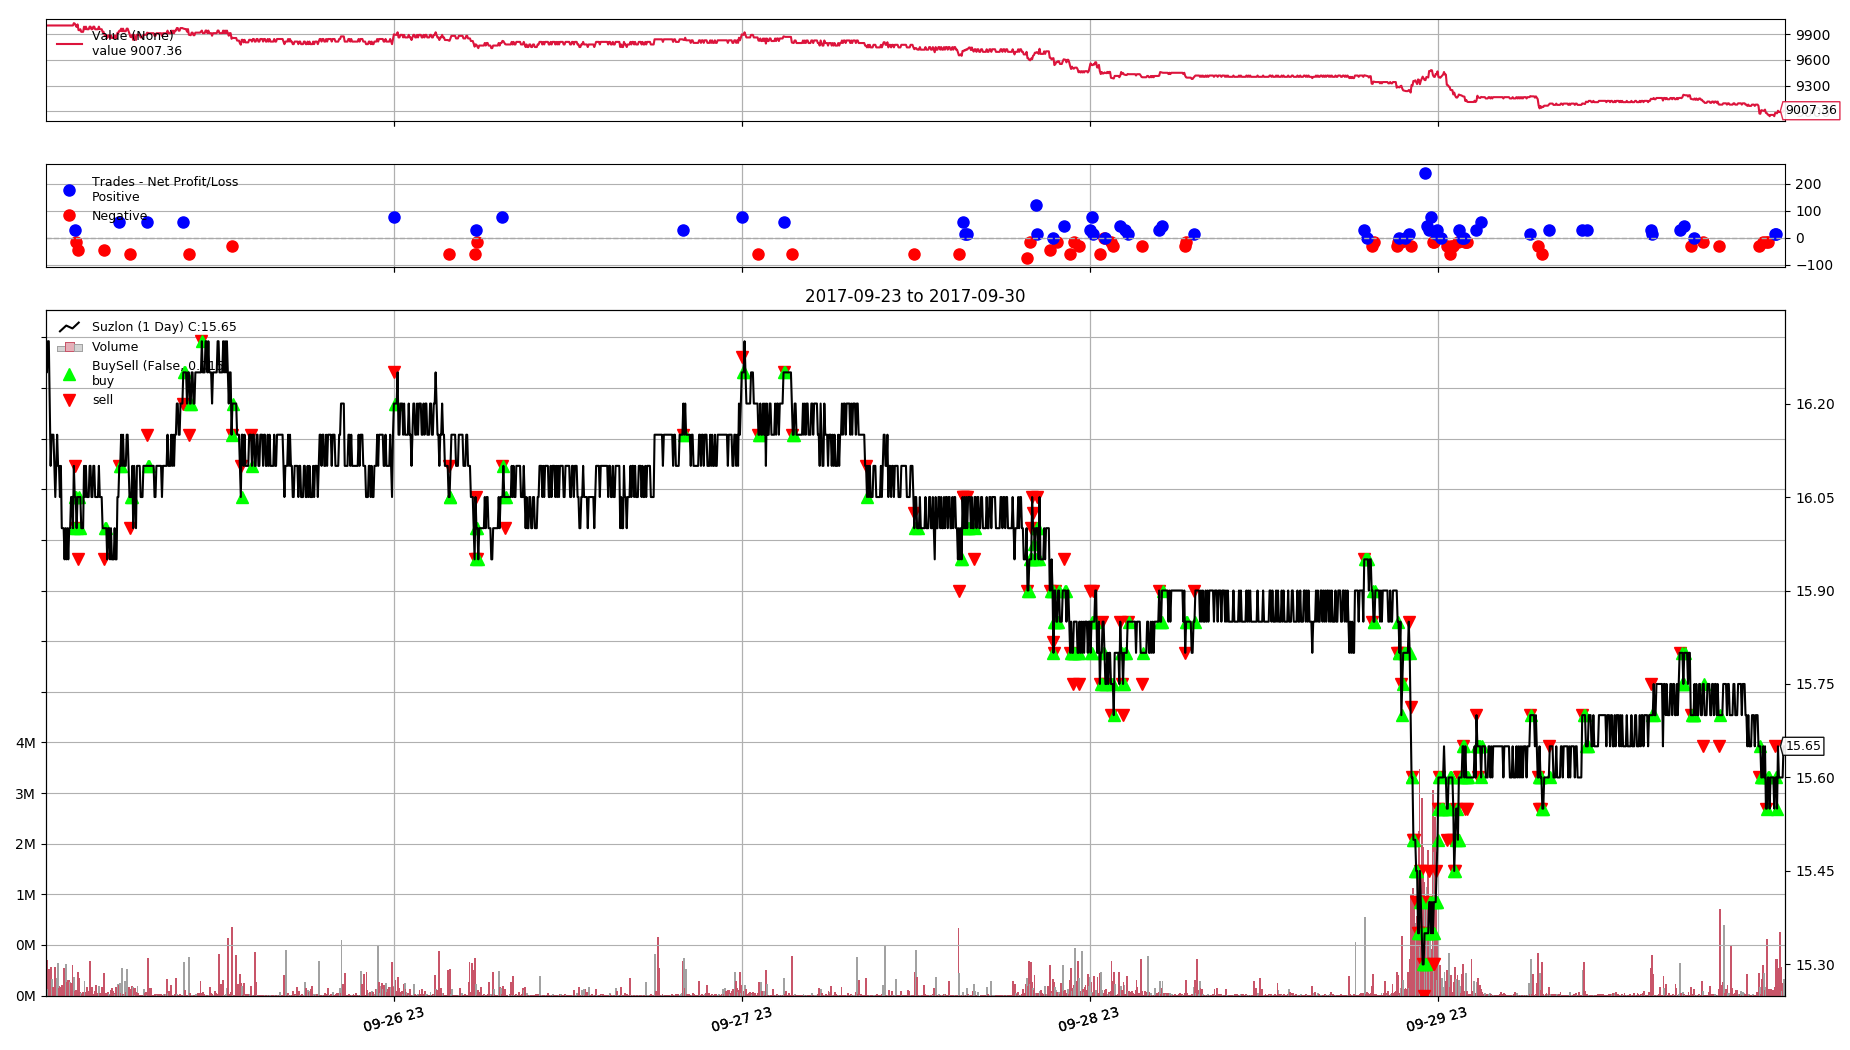 Value (None)
value 9007.36
9900
9600
9300
9007.36
Trades - Net Profit/Loss
Positive
Negative
200
100
0
−100
2017-09-23 to 2017-09-30
Suzlon (1 Day) C:15.65
Volume
BuySell (False, 0.
buy
sell
16.20
16.05
15.90
15.75
15.65
15.60
15.45
15.30
4M
3M
2M
1M
0M
0M
09-26 23
09-27 23
09-28 23
09-29 23